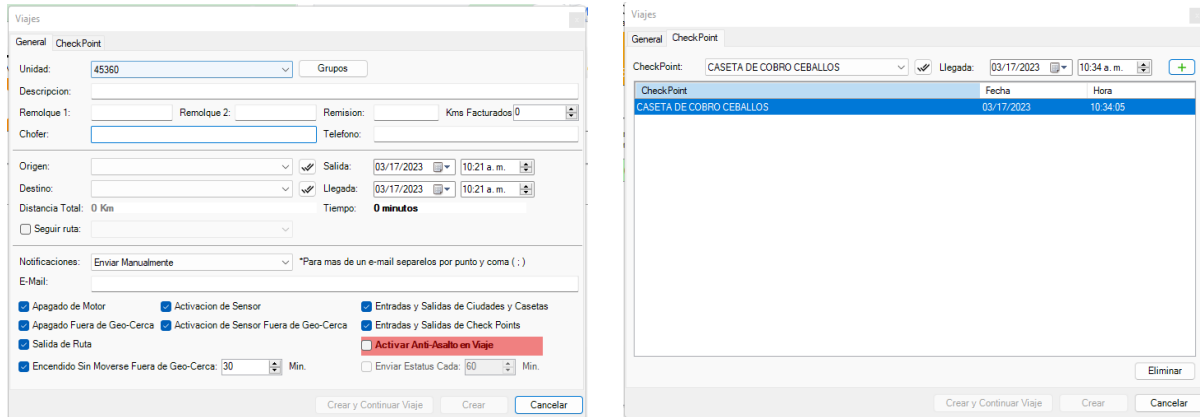 Viajes
General CheckPoint
Unidad: 45360 Grupos
Descripcion:
Remolque 1: Remolque 2: Remision: Kms Facturados 0
Chofer: Telefono:
Origen: Salida: 03/17/2023 10:21 a. m.
Destino: Llegada: 03/17/2023 10:21 a. m.
Distancia Total: 0 Km Tiempo: 0 minutos
Seguir ruta:
Notificaciones: Enviar Manualmente *Para mas de un e-mail separelos por punto y coma ( ; )
E-Mail:
Apagado de Motor Activacion de Sensor Entradas y Salidas de Ciudades y Casetas
Apagado Fuera de Geo-Cerca Activacion de Sensor Fuera de Geo-Cerca Entradas y Salidas de Check Points
Salida de Ruta Activar Anti-Asalto en Viaje
Encendido Sin Moverse Fuera de Geo-Cerca: 30 Min. Enviar Estatus Cada: 60 Min.
Crear y Continuar Viaje Crear Cancelar
Viajes
General CheckPoint
CheckPoint: CASETA DE COBRO CEBALLOS Llegada: 03/17/2023 10:34 a. m.
CheckPoint Fecha Hora
CASETA DE COBRO CEBALLOS 03/17/2023 10:34:05
Eliminar
Crear y Continuar Viaje Crear Cancelar